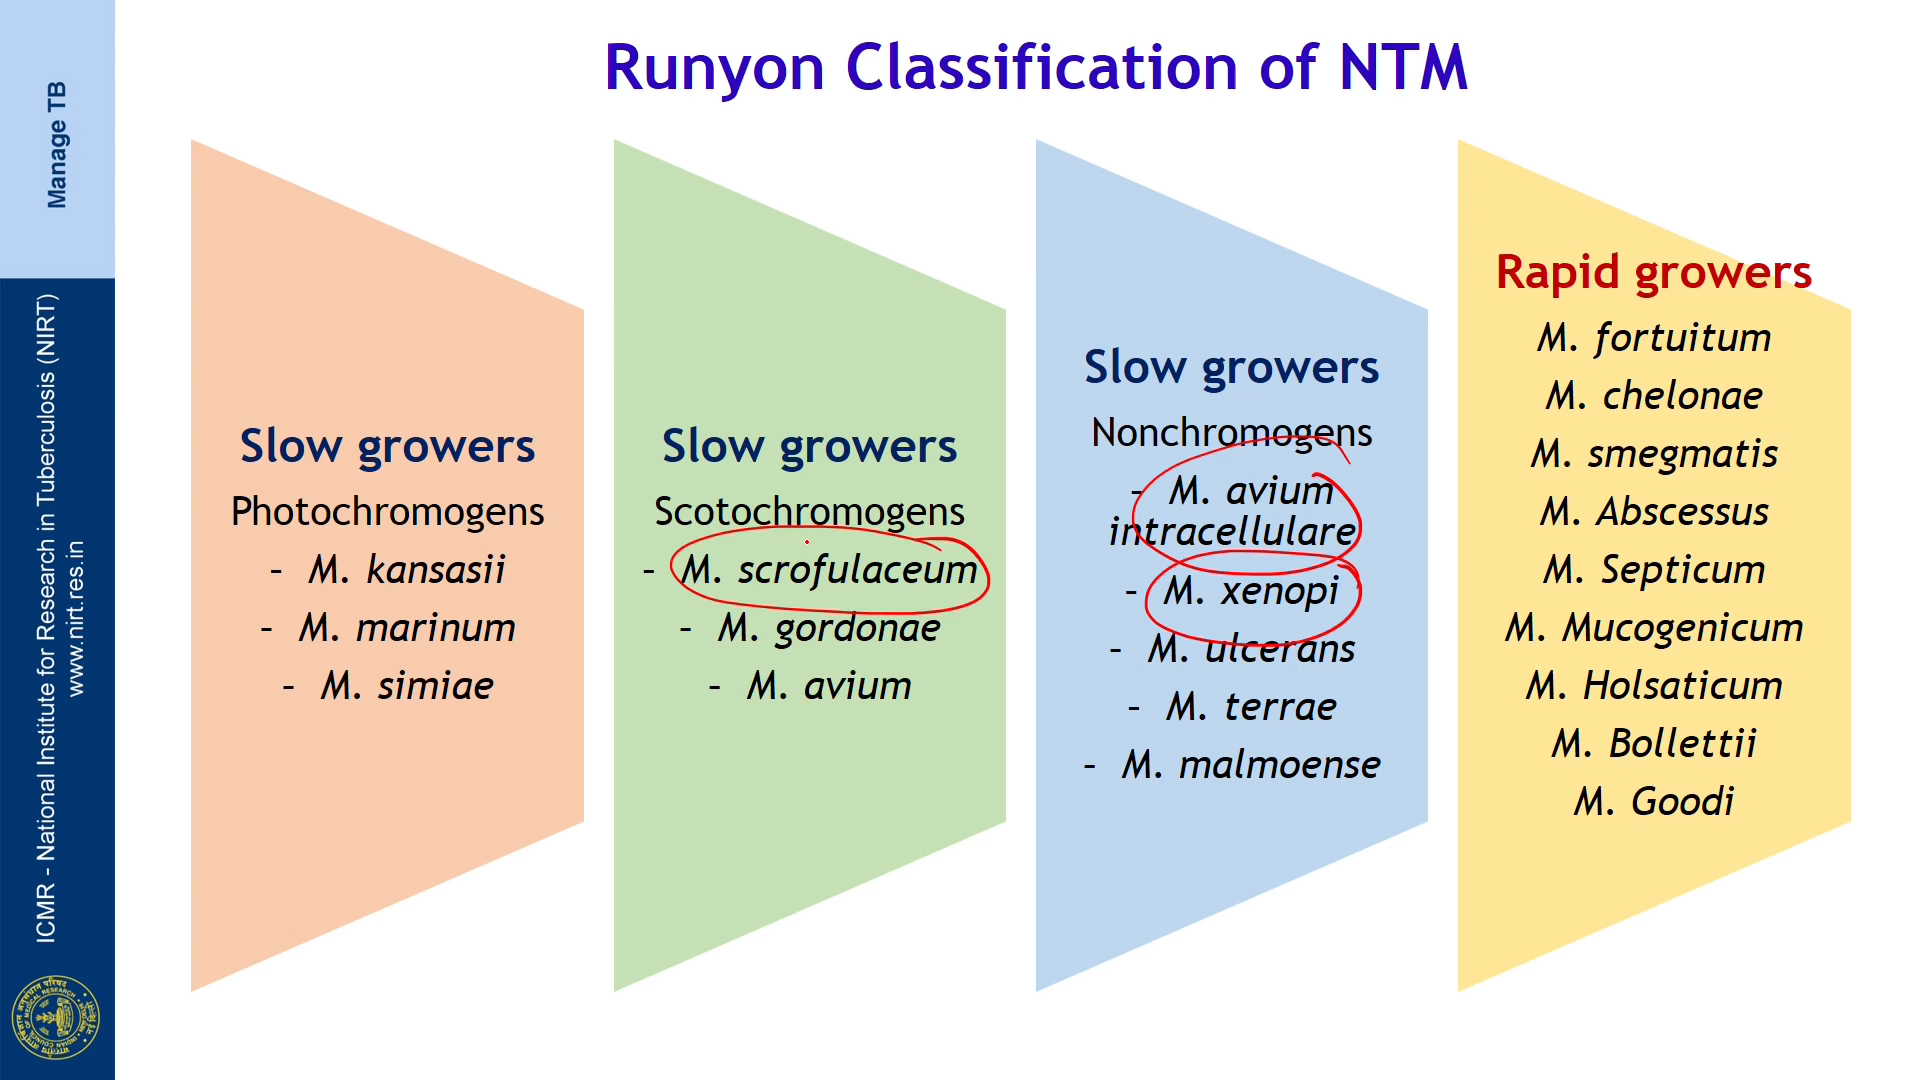 Runyon Classification of NTM
Manage TB
ICMR - National Institute for Research in Tuberculosis (NIRT)
www.nirt.res.in
Slow growers
Photochromogens
- M. kansasii
- M. marinum
- M. simiae
Slow growers
Scotochromogens
- M. scrofulaceum
- M. gordonae
- M. avium
Slow growers
Nonchromogens
- M. avium
intracellulare
- M. xenopi
- M. ulcerans
- M. terrae
- M. malmoense
Rapid growers
M. fortuitum
M. chelonae
M. smegmatis
M. Abscessus
M. Septicum
M. Mucogenicum
M. Holsaticum
M. Bollettii
M. Goodi